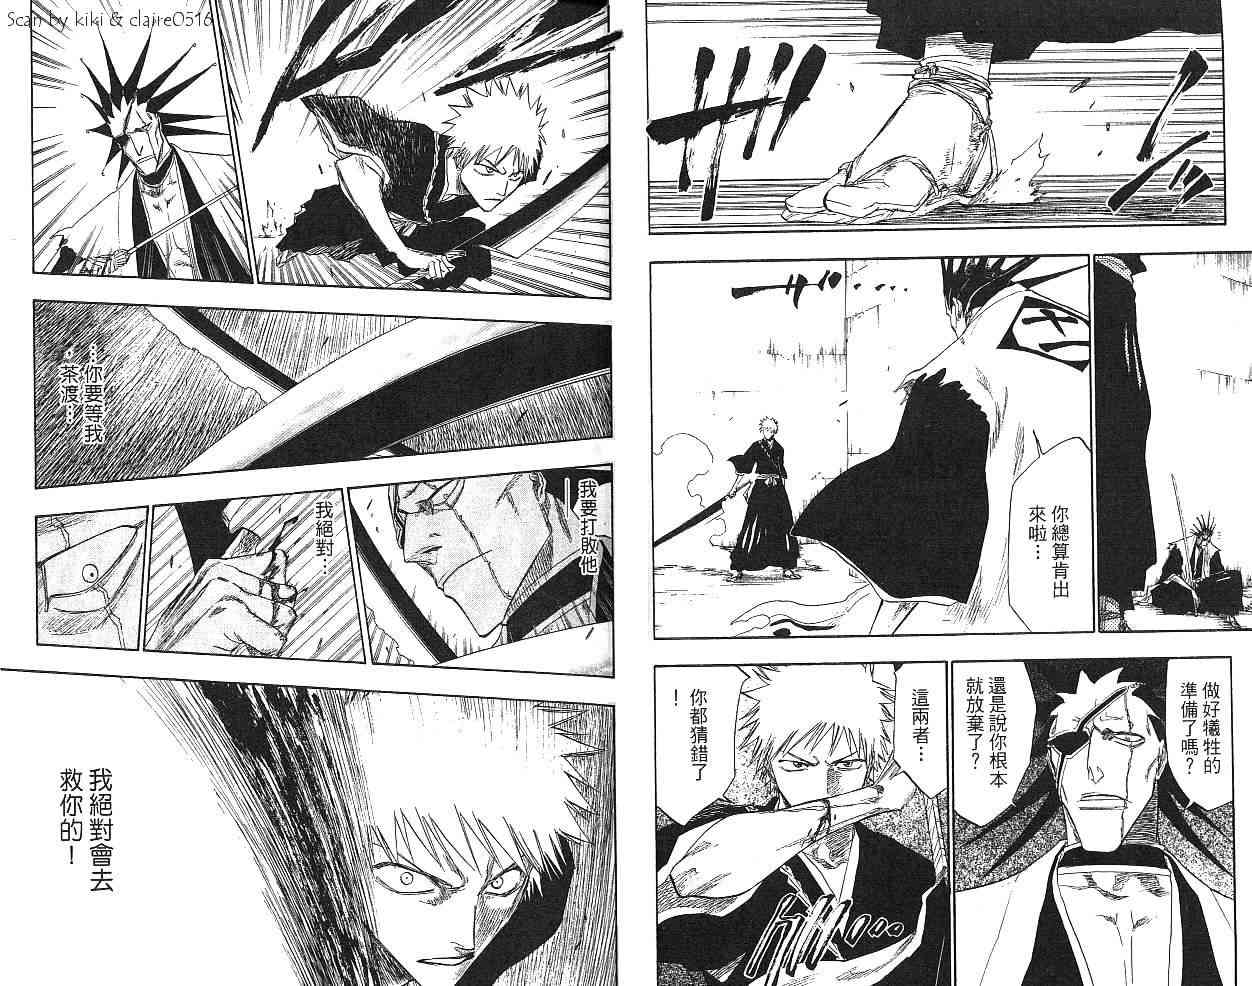 Scan by kiki & claire0516
你總算肯出
來啦…
做好犧牲的
準備了嗎?
還是說你根本
就放棄了?
這兩者…
你都猜錯了
!
…你要等我
,茶渡…
我要打敗他
——
我絕對…
我絕對會去
救你的!